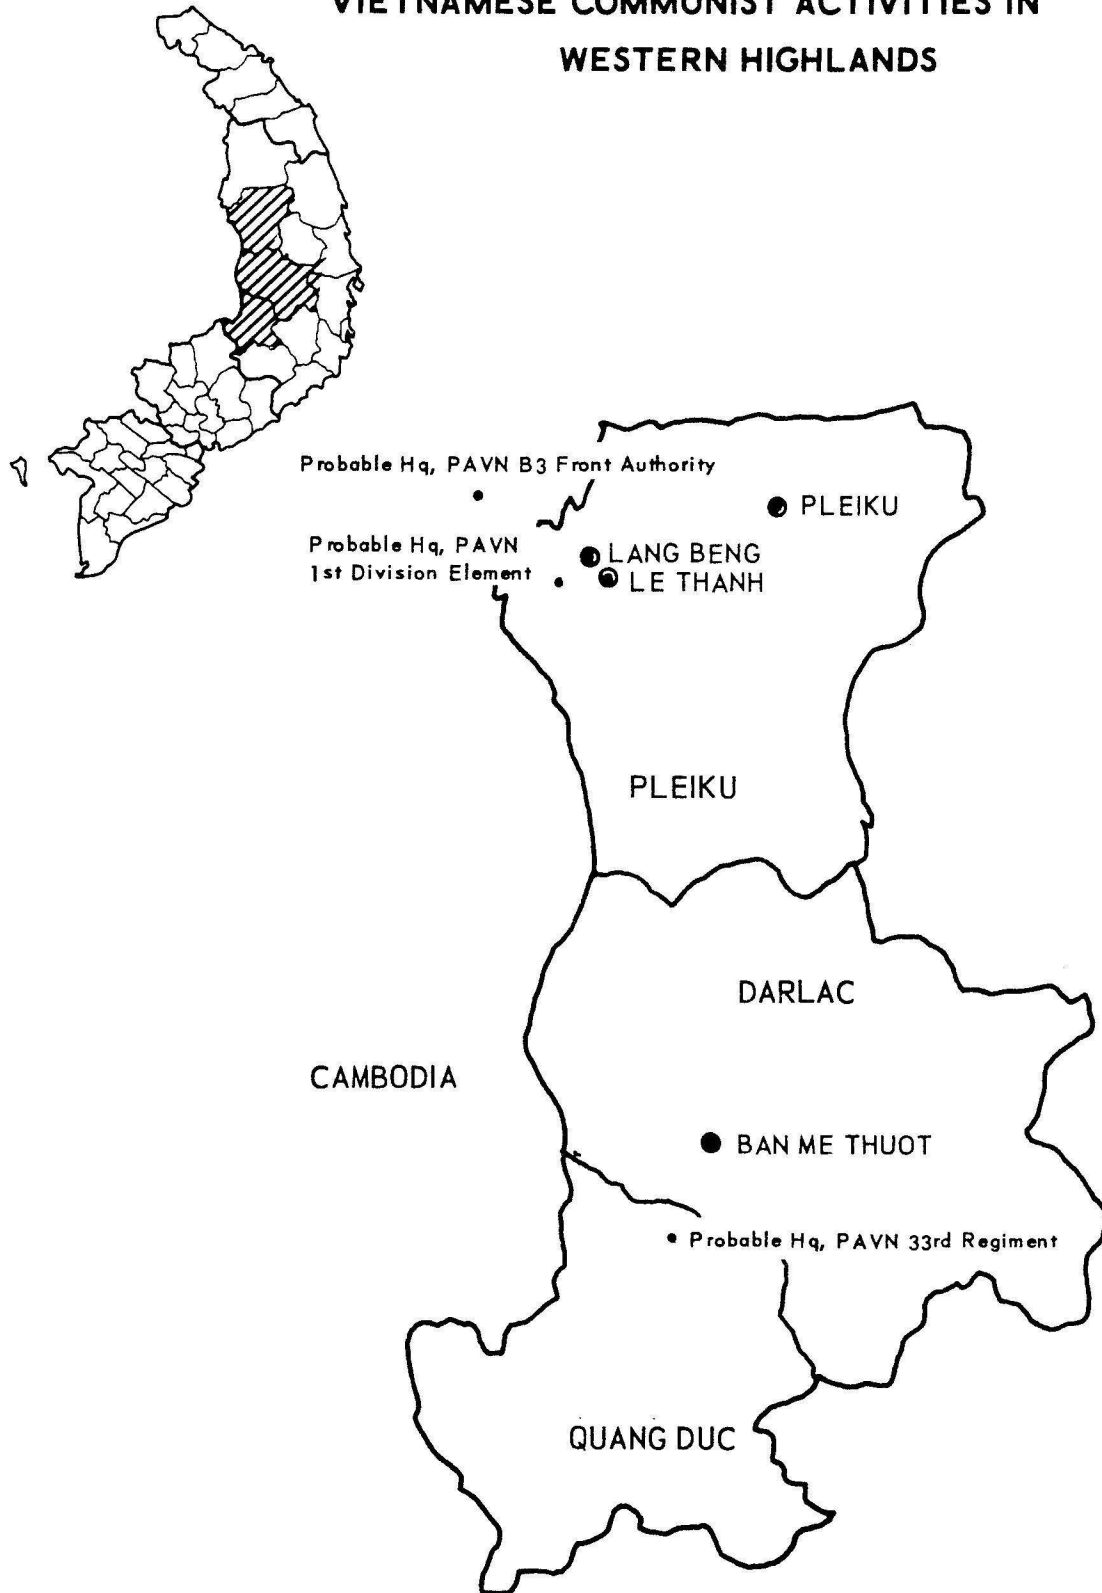 VIETNAMESE COMMUNIST ACTIVITIES IN
WESTERN HIGHLANDS
Probable Hq, PAVN B3 Front Authority
PLEIKU
Probable Hq, PAVN
1st Division Element
LANG BENG
LE THANH
PLEIKU
DARLAC
CAMBODIA
BAN ME THUOT
Probable Hq, PAVN 33rd Regiment
QUANG DUC